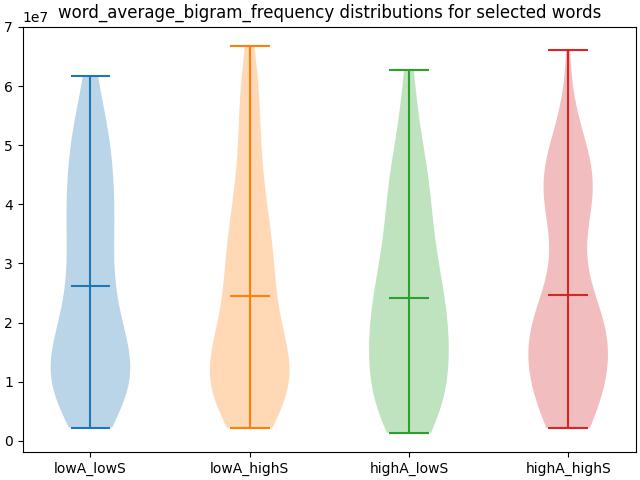 word_average_bigram_frequency distributions for selected words
1e7
7
6
5
4
3
2
1
0
lowA_lowS lowA_highS highA_lowS highA_highS